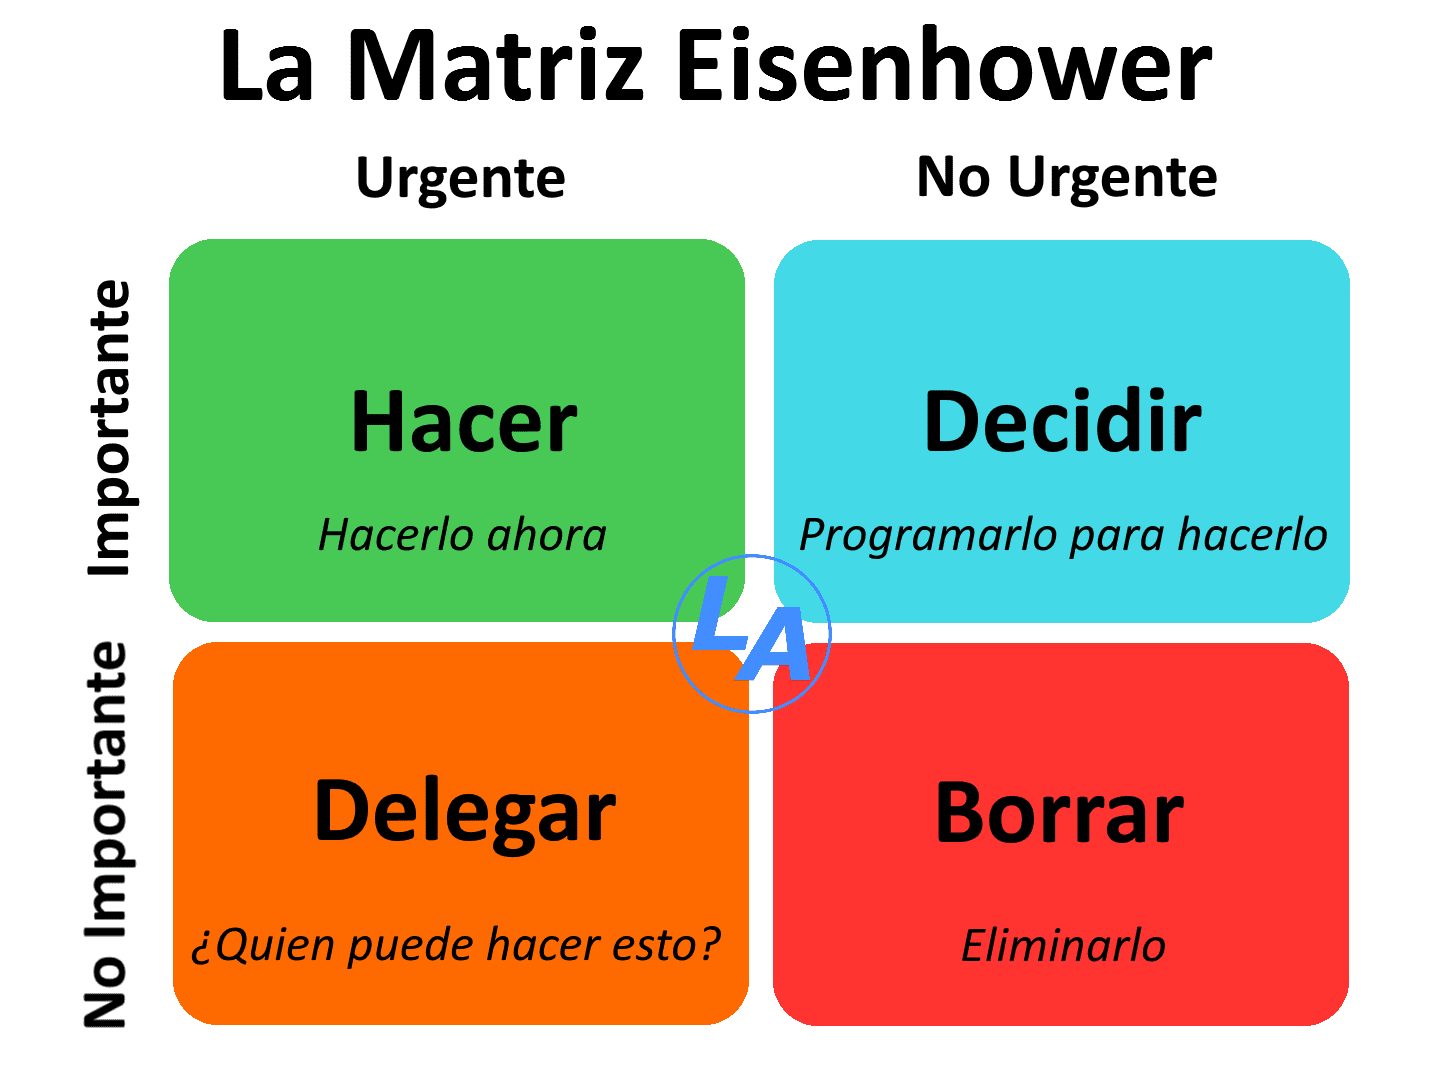 La Matriz Eisenhower
Urgente
No Urgente
Importante
Hacer
Hacerlo ahora
Decidir
Programarlo para hacerlo
LA
No Importante
Delegar
¿Quien puede hacer esto?
Borrar
Eliminarlo